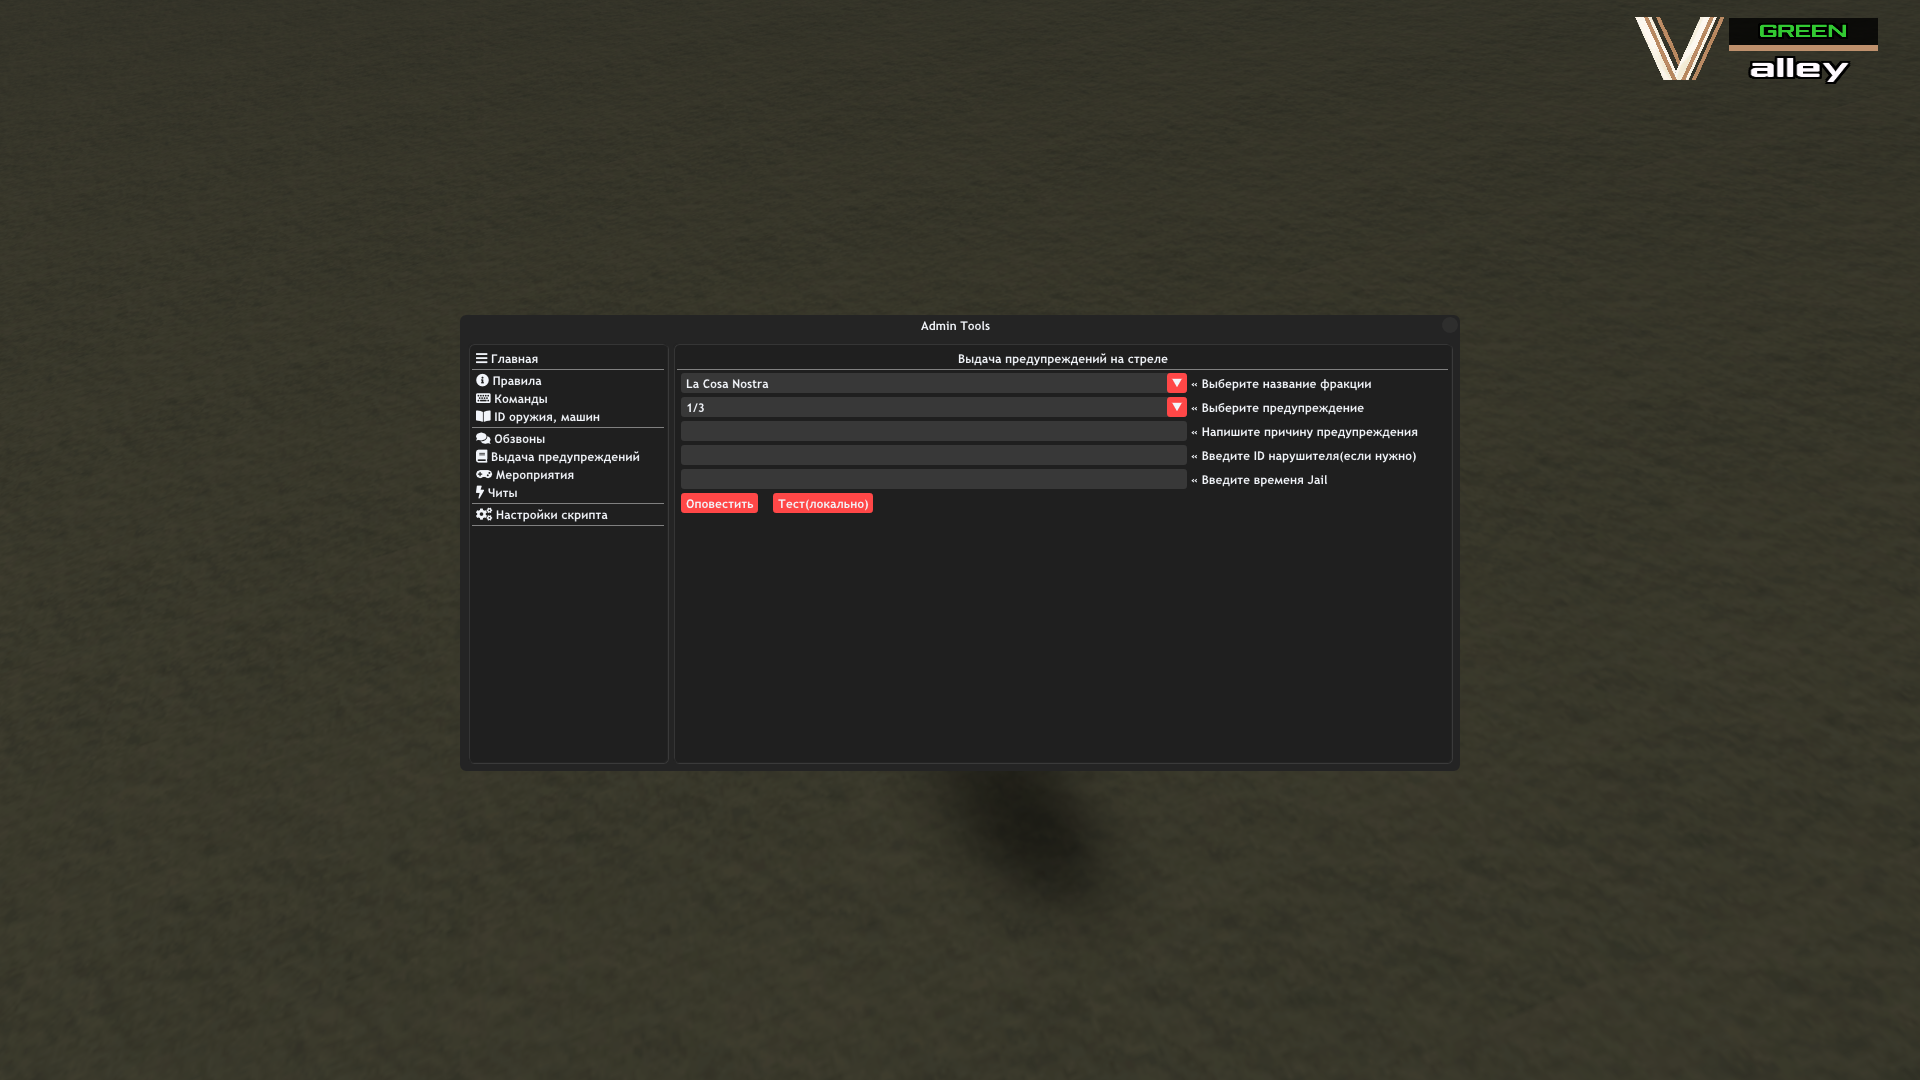 GREEN
alley
Admin Tools
Главная
Правила
Команды
ID оружия, машин
Обзвоны
Выдача предупреждений
Мероприятия
Читы
Настройки скрипта
Выдача предупреждений на стреле
La Cosa Nostra
« Выберите название фракции
1/3
« Выберите предупреждение
« Напишите причину предупреждения
« Введите ID нарушителя(если нужно)
« Введите временя Jail
Оповестить
Тест(локально)